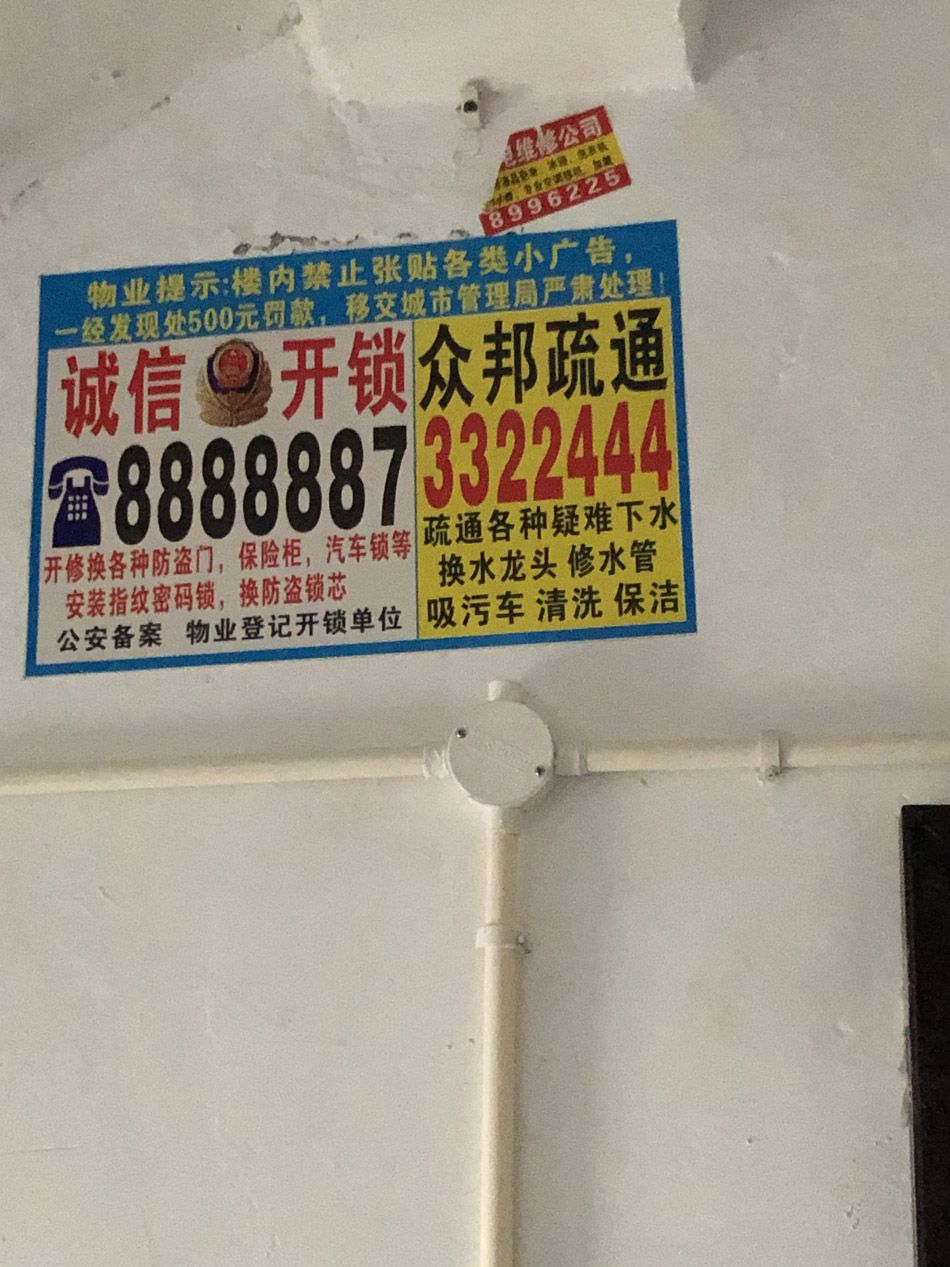 电维修公司
8996225
物业提示:楼内禁止张贴各类小广告,
一经发现处500元罚款, 移交城市管理局严肃处理!
诚信 开锁
8888887
开修换各种防盗门, 保险柜, 汽车锁等
安装指纹密码锁, 换防盗锁芯
公安备案 物业登记开锁单位
众邦疏通
3322444
疏通各种疑难下水
换水龙头 修水管
吸污车 清洗 保洁